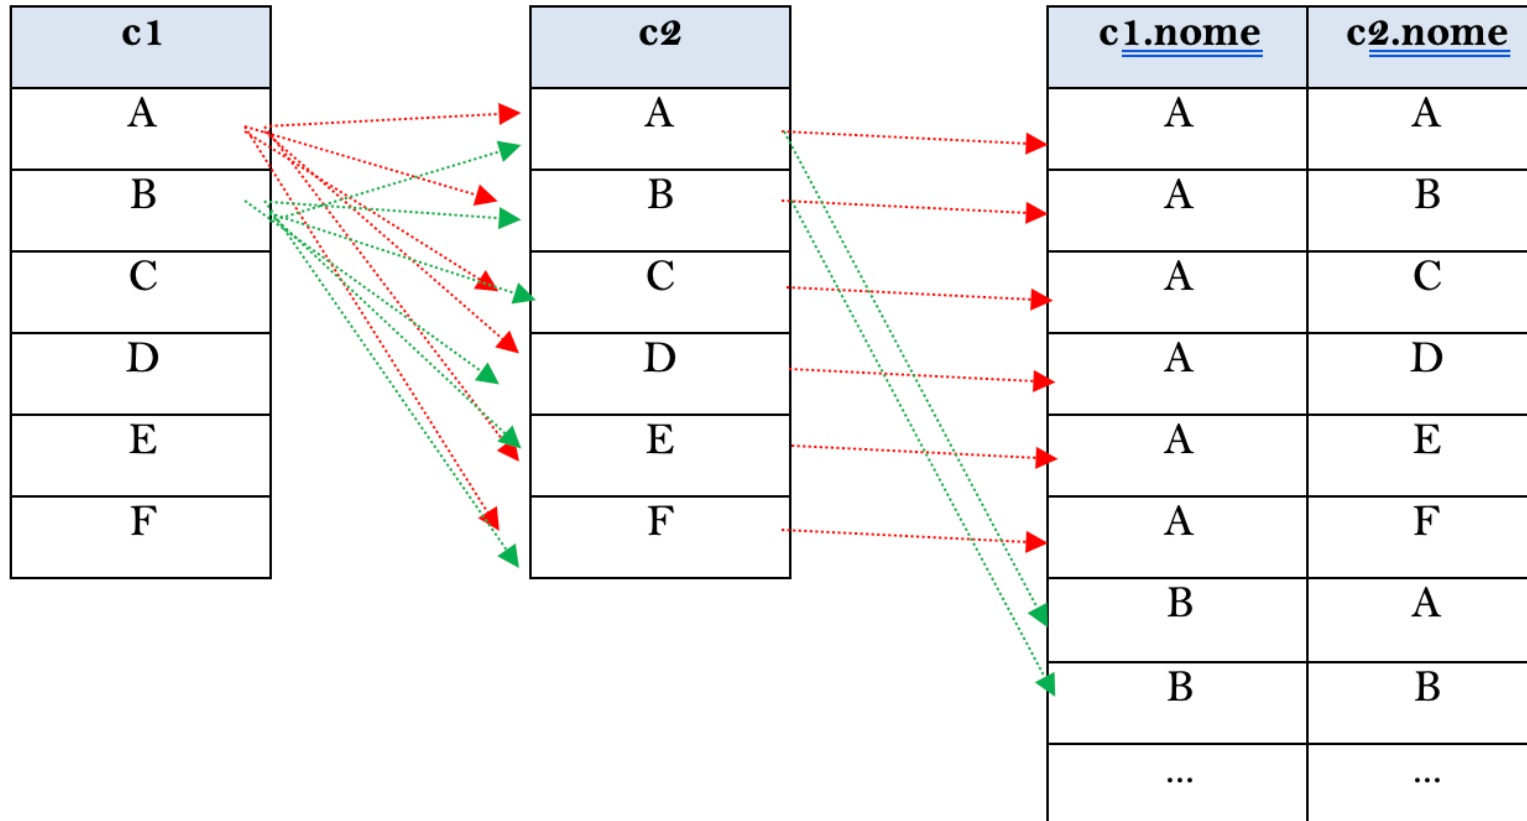 c1 c2 c1.nome c2.nome
A A A A
B B A B
C C A C
D D A D
E E A E
F F A F
B A
B B
... ...